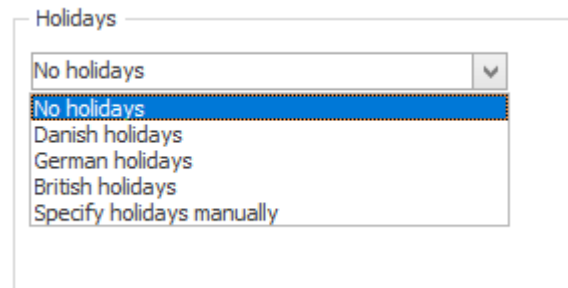 Holidays
No holidays
No holidays
Danish holidays
German holidays
British holidays
Specify holidays manually